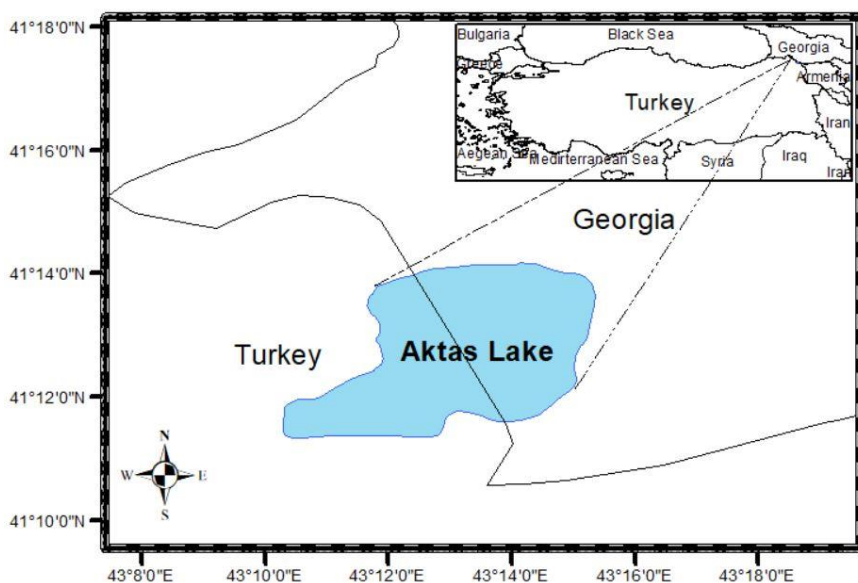 41°18'0"N
41°16'0"N
41°14'0"N
41°12'0"N
41°10'0"N
Bulgaria
Black Sea
Georgia
Greece
Armenia
Turkey
Iran
Aegean Sea
Mediterranean Sea
Syria
Iraq
Iran
Georgia
Turkey
Aktas Lake
N
W
E
S
43°8'0"E
43°10'0"E
43°12'0"E
43°14'0"E
43°16'0"E
43°18'0"E